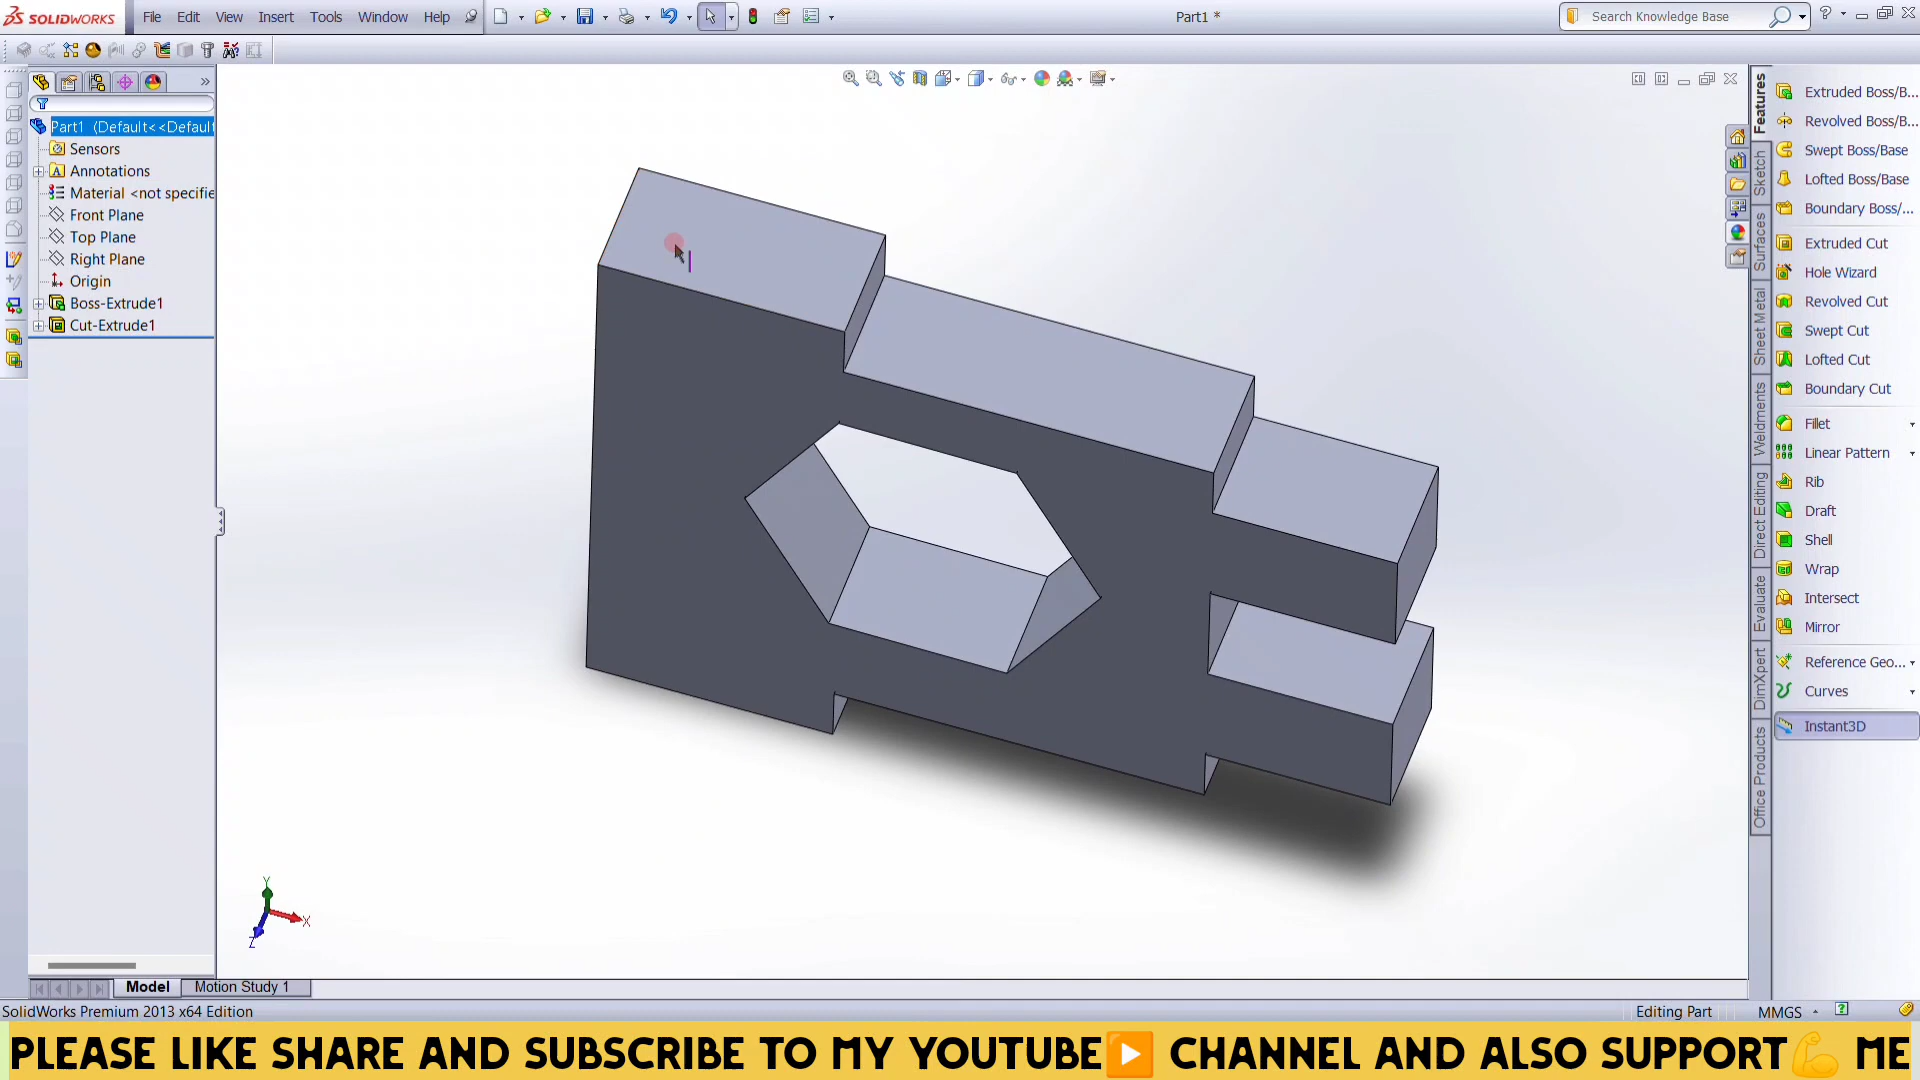 SOLIDWORKS File Edit View Insert Tools Window Help Part1 * Search Knowledge Base
Part1 (Default<<Default
Sensors
Annotations
Material <not specifie
Front Plane
Top Plane
Right Plane
Origin
Boss-Extrude1
Cut-Extrude1
Y
X
Z
Features
Sketch
Surfaces
Sheet Metal
Weldments
Direct Editing
Evaluate
DimXpert
Office Products
Extruded Boss/B...
Revolved Boss/B...
Swept Boss/Base
Lofted Boss/Base
Boundary Boss/...
Extruded Cut
Hole Wizard
Revolved Cut
Swept Cut
Lofted Cut
Boundary Cut
Fillet
Linear Pattern
Rib
Draft
Shell
Wrap
Intersect
Mirror
Reference Geo...
Curves
Instant3D
Model Motion Study 1
SolidWorks Premium 2013 x64 Edition Editing Part MMGS
PLEASE LIKE SHARE AND SUBSCRIBE TO MY YOUTUBE▶️ CHANNEL AND ALSO SUPPORT💪 ME